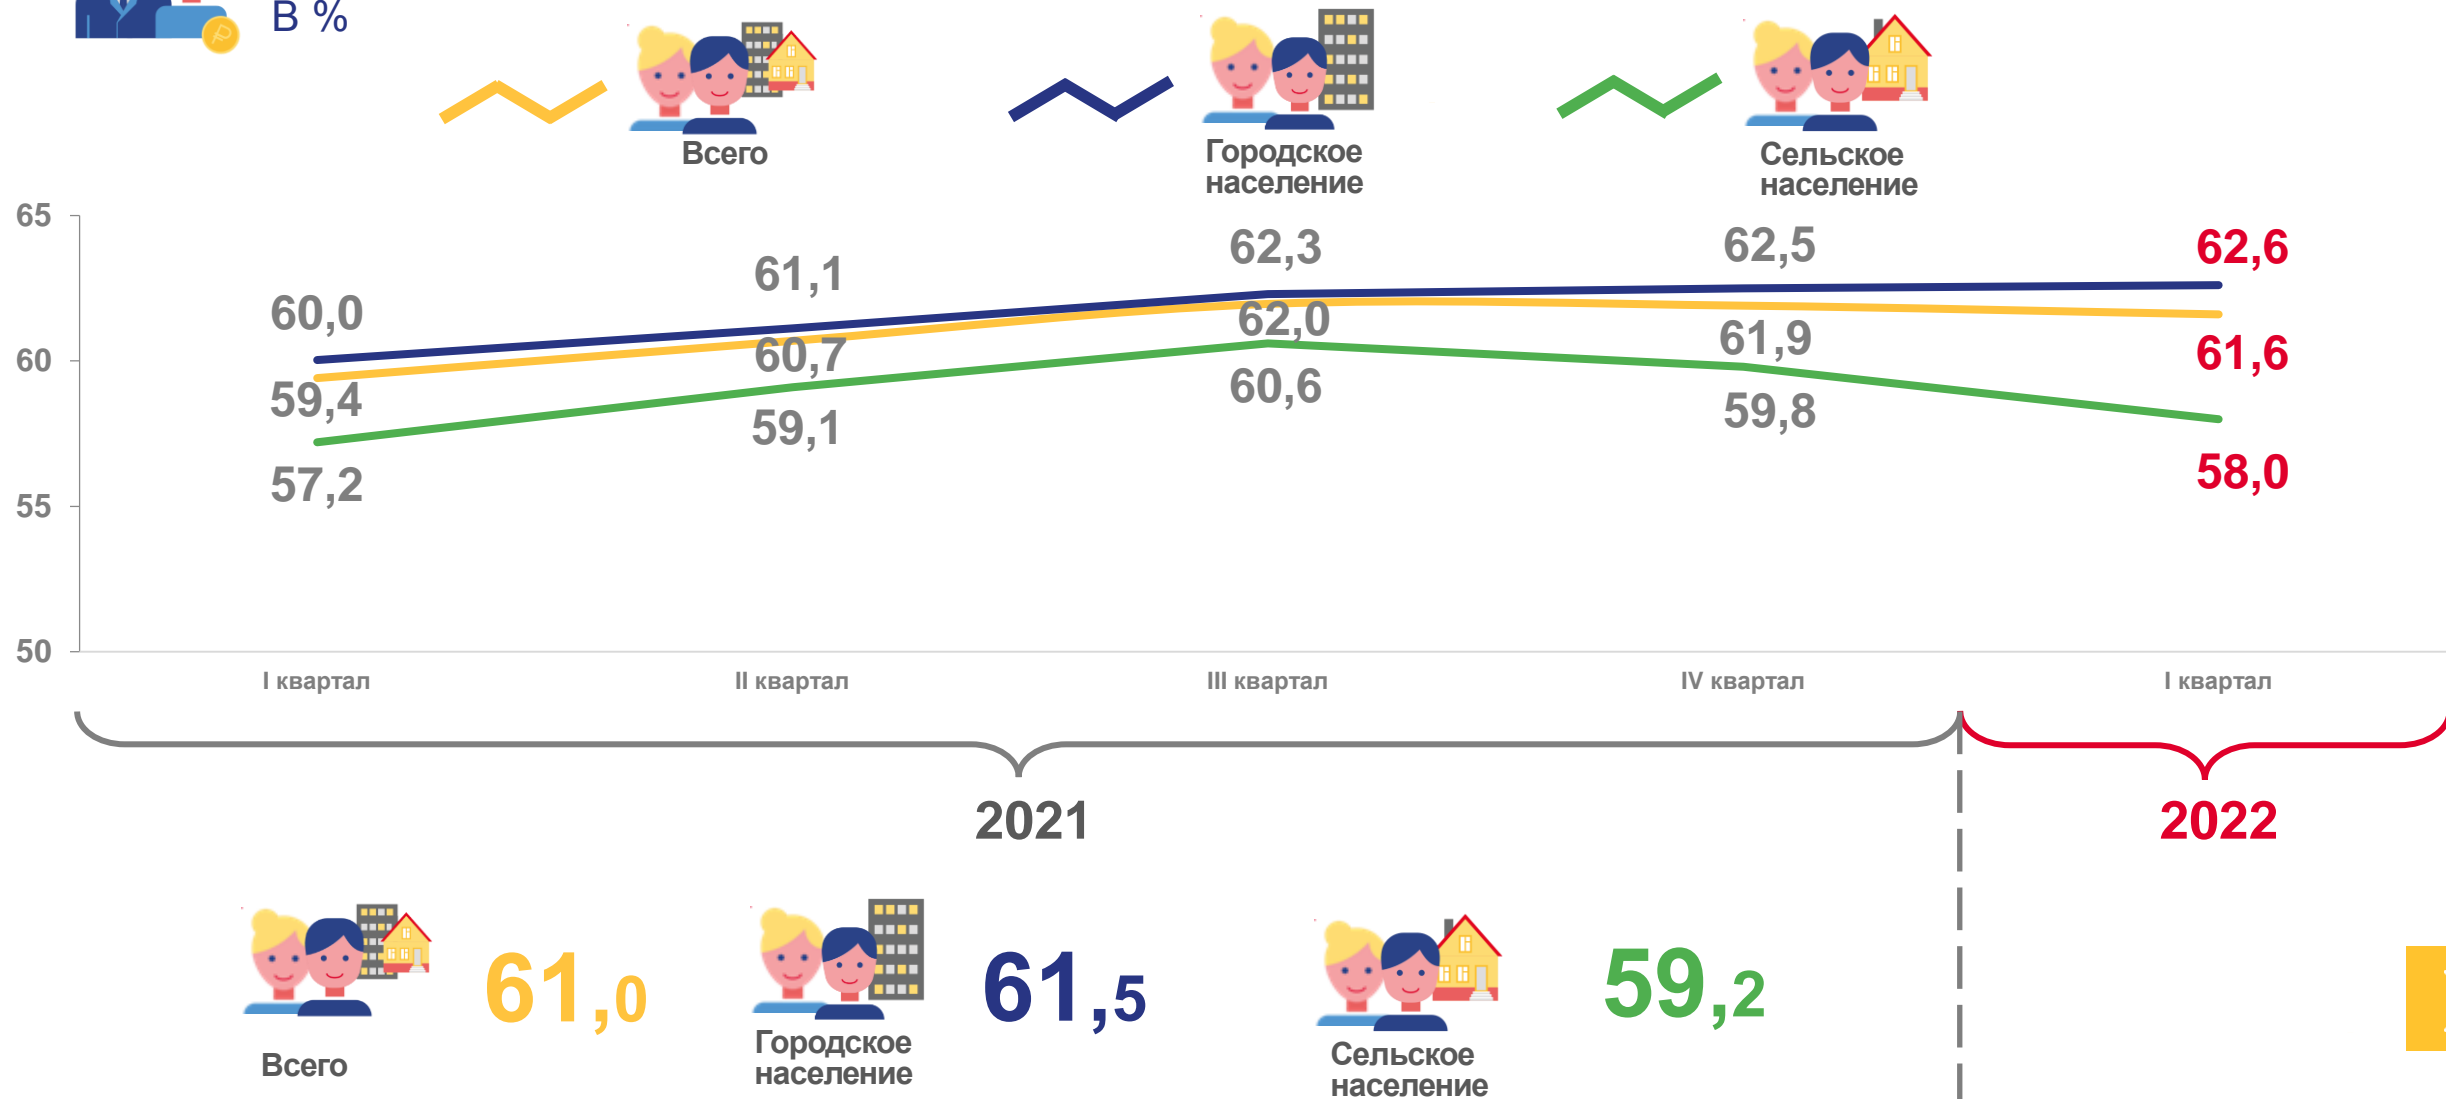 В %
Всего
Городское
население
Сельское
население
65
60
55
50
60,0
61,1
62,3
62,5
62,6
59,4
60,7
62,0
61,9
61,6
57,2
59,1
60,6
59,8
58,0
I квартал
II квартал
III квартал
IV квартал
I квартал
2021
2022
Всего
61,0
Городское
население
61,5
Сельское
население
59,2